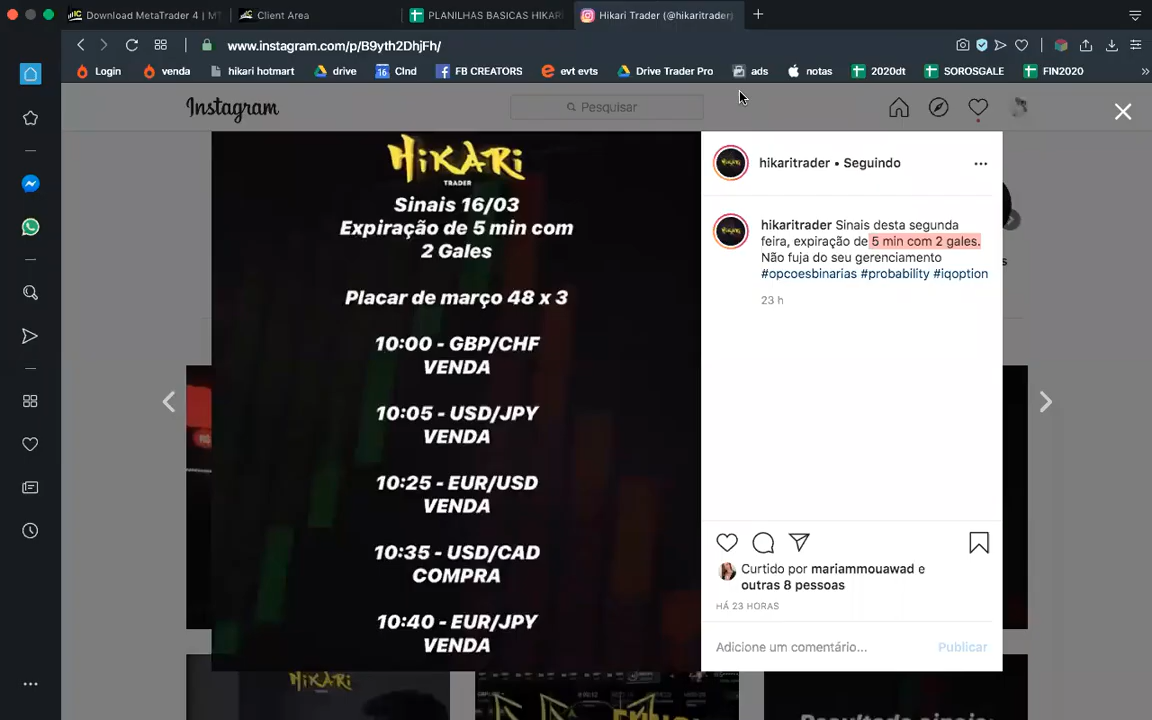 Download MetaTrader 4 | MT
Client Area
PLANILHAS BASICAS HIKAR
Hikari Trader (@hikaritrader)
www.instagram.com/p/B9yth2DhjFh/
Login
venda
hikari hotmart
drive
16
Clnd
FB CREATORS
evt evts
Drive Trader Pro
ads
notas
2020dt
SOROSGALE
FIN2020
Instagram
Pesquisar
HiKARi
TRADER
Sinais 16/03
Expiração de 5 min com
2 Gales
Placar de março 48 x 3
10:00 - GBP/CHF
VENDA
10:05 - USD/JPY
VENDA
10:25 - EUR/USD
VENDA
10:35 - USD/CAD
COMPRA
10:40 - EUR/JPY
VENDA
hikaritrader • Seguindo
hikaritrader Sinais desta segunda
feira, expiração de 5 min com 2 gales.
Não fuja do seu gerenciamento
#opcoesbinarias #probability #iqoption
23 h
Curtido por mariammouawad e
outras 8 pessoas
HÁ 23 HORAS
Adicione um comentário...
Publicar
HiKARi